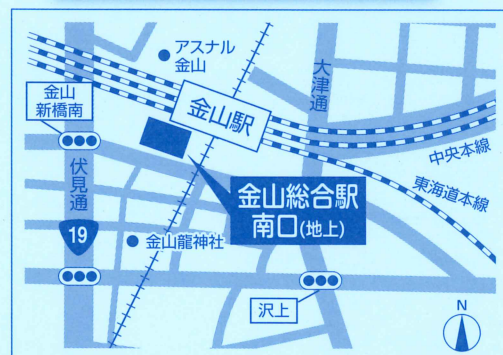 アスナル
金山
大津通
金山
新橋南
金山駅
中央本線
東海道本線
伏見通
金山総合駅
南口(地上)
19
金山龍神社
沢上
N